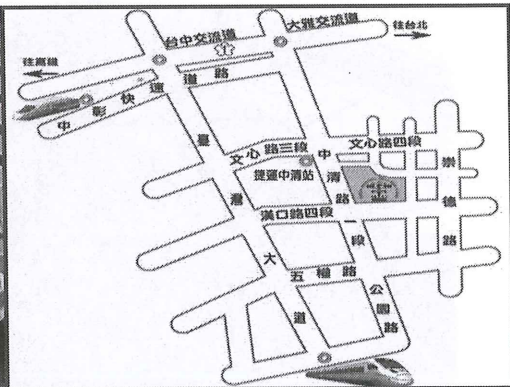 大雅交流道
往台北
台中交流道
往高雄
中彰快速道路
臺灣大道
文心路三段
捷運中清站
中清路一段
文心路四段
崇德路
漢口路四段
五權路
公園路